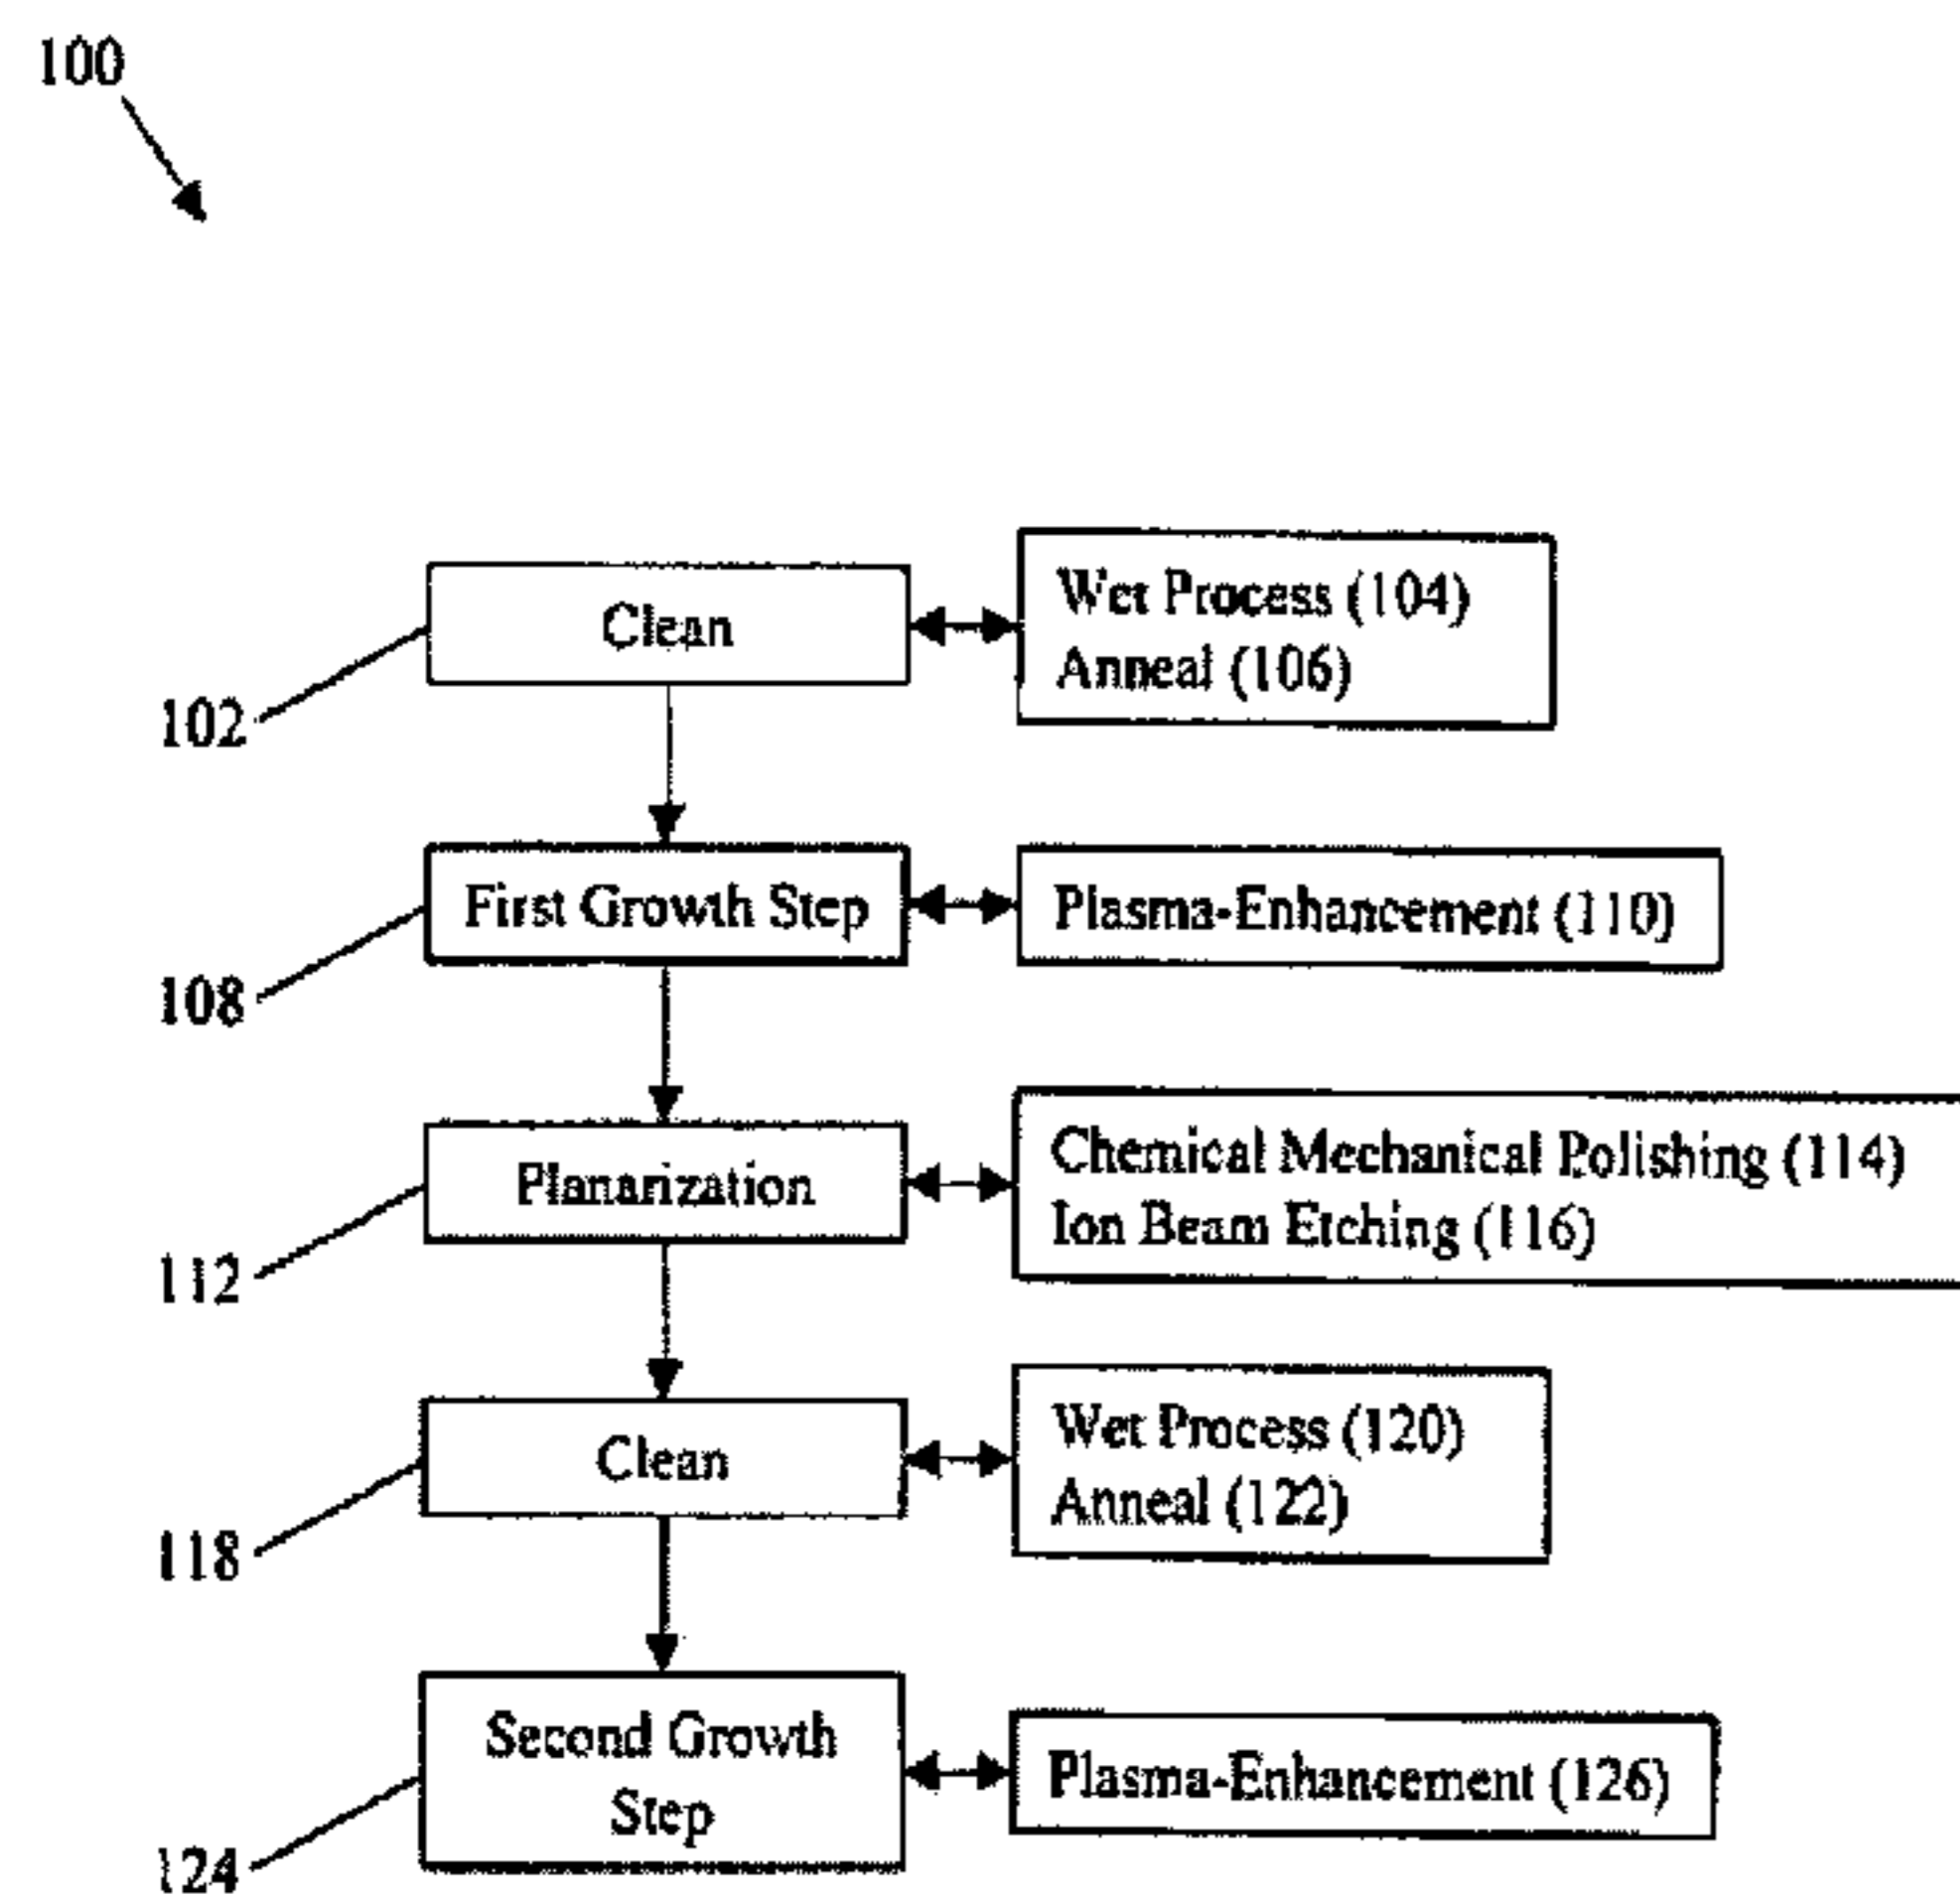 100
Clean
Wet Process (104)
Anneal (106)
102
First Growth Step
Plasma-Enhancement (110)
108
Planarization
Chemical Mechanical Polishing (114)
Ion Beam Etching (116)
112
Clean
Wet Process (120)
Anneal (122)
118
Second Growth
Step
Plasma-Enhancement (126)
124